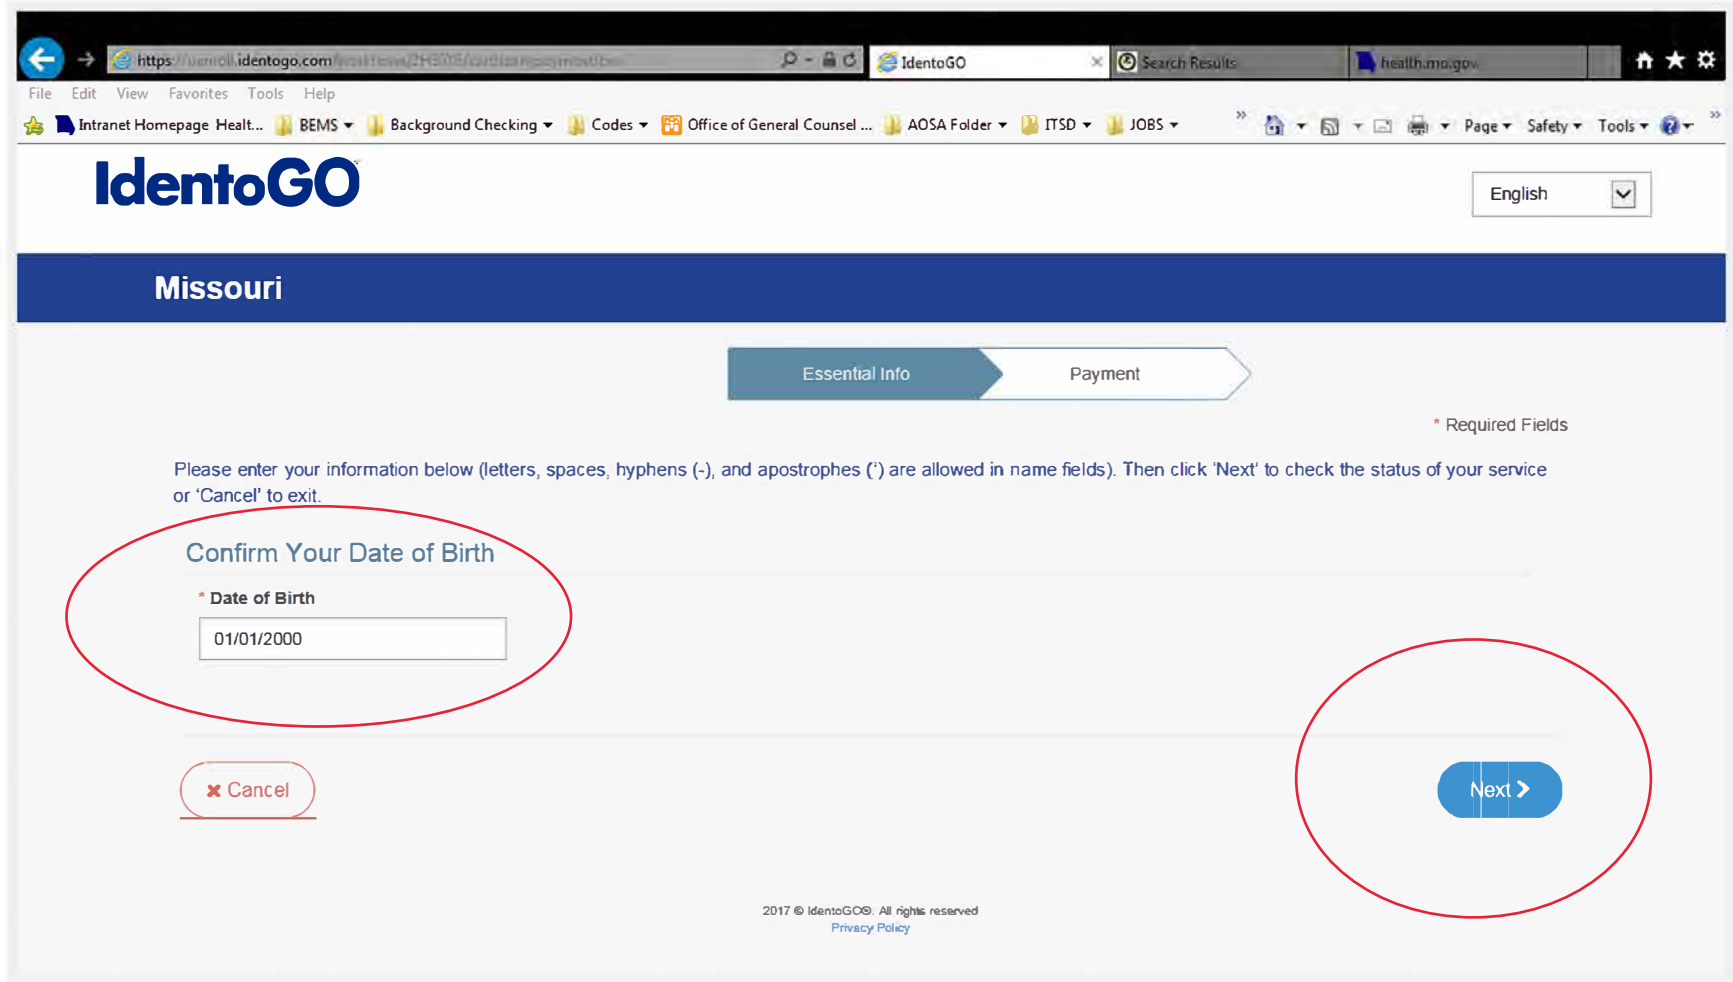 https://uenroll.identogo.com
IdentoGO
Search Results
health.mo.gov
File Edit View Favorites Tools Help
Intranet Homepage Healt... BEMS Background Checking Codes Office of General Counsel ... AOSA Folder ITSD JOBS » Page Safety Tools »
IdentoGO
English
Missouri
Essential Info
Payment
* Required Fields
Please enter your information below (letters, spaces, hyphens (-), and apostrophes (') are allowed in name fields). Then click 'Next' to check the status of your service
or 'Cancel' to exit.
Confirm Your Date of Birth
* Date of Birth
01/01/2000
Cancel
Next
2017 © IdentoGO®. All rights reserved
Privacy Policy